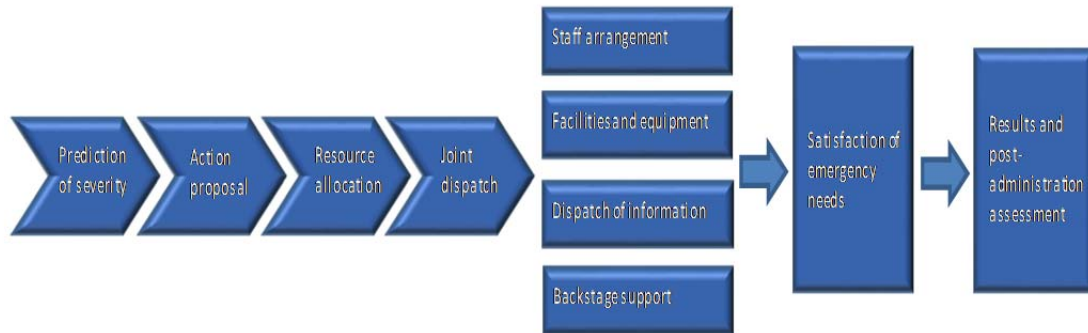 Prediction
of severity
Action
proposal
Resource
allocation
Joint
dispatch
Staff arrangement
Facilities and equipment
Dispatch of information
Backstage support
Satisfaction of
emergency
needs
Results and
post-
administration
assessment